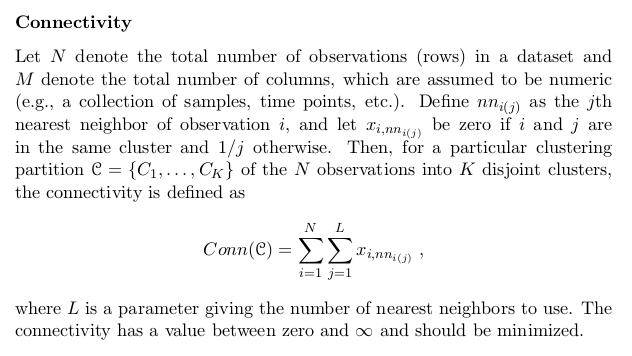 Connectivity
Let N denote the total number of observations (rows) in a dataset and
M denote the total number of columns, which are assumed to be numeric
(e.g., a collection of samples, time points, etc.). Define nn_{i(j)} as the jth
nearest neighbor of observation i, and let x_{i,nn_{i(j)}} be zero if i and j are
in the same cluster and 1/j otherwise. Then, for a particular clustering
partition 𝒞 = {C_1, . . . , C_K} of the N observations into K disjoint clusters,
the connectivity is defined as
Conn(𝒞) = \sum_{i=1}^{N} \sum_{j=1}^{L} x_{i,nn_{i(j)}} ,
where L is a parameter giving the number of nearest neighbors to use. The
connectivity has a value between zero and ∞ and should be minimized.